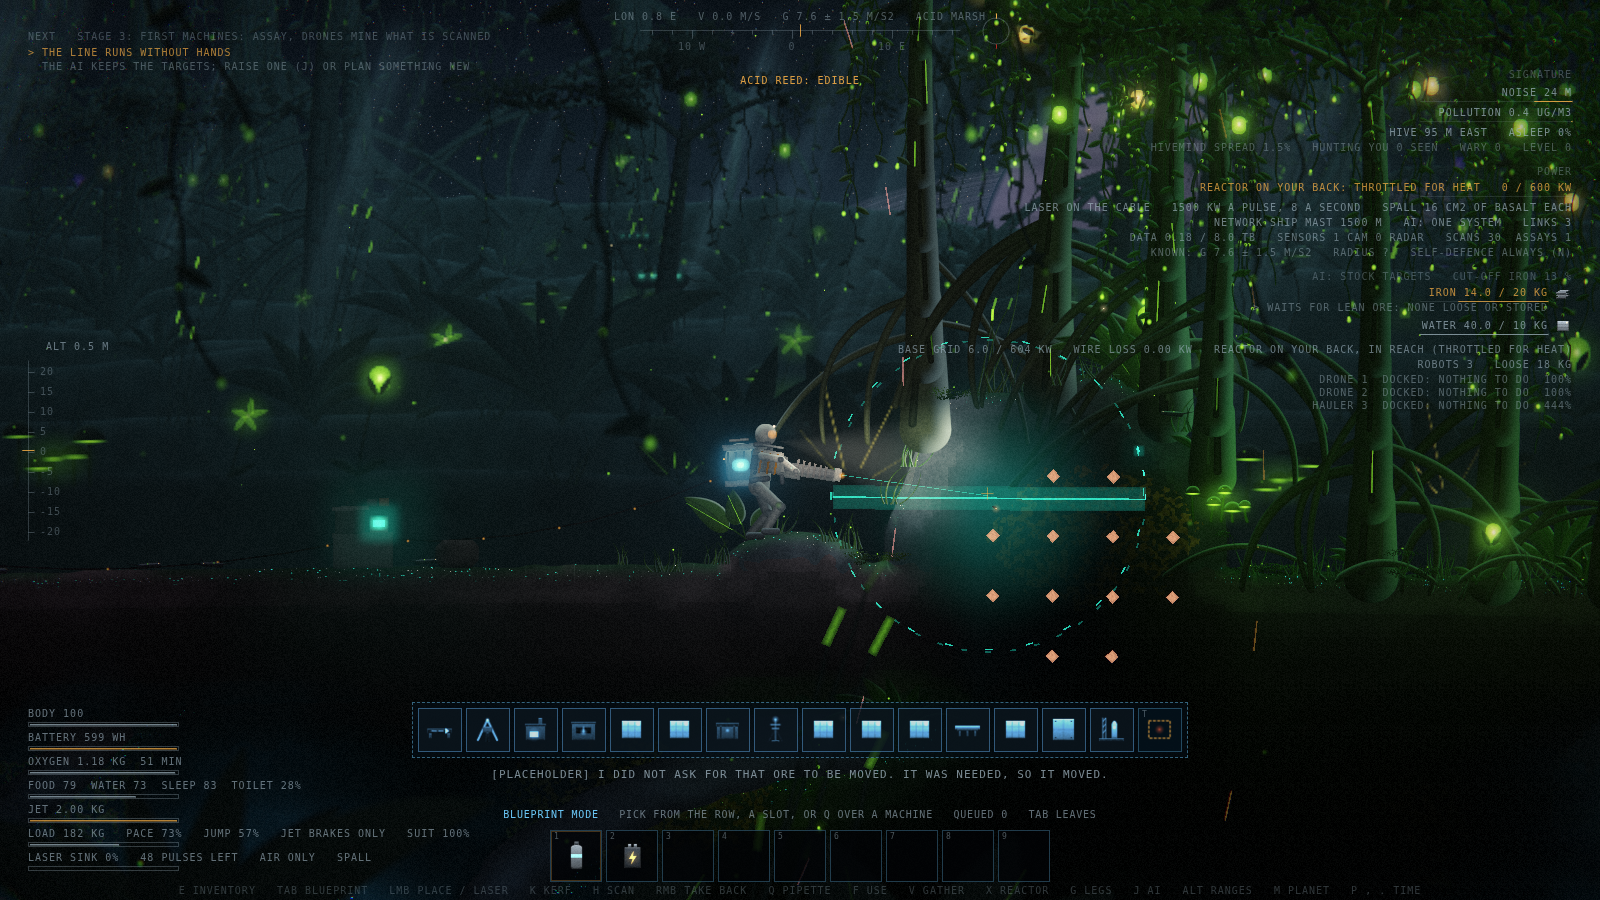 LON 0.8 E   V 0.0 M/S   G 7.6 ± 1.5 M/S2   ACID MARSH
10 W   0   10 E
NEXT   STAGE 3: FIRST MACHINES: ASSAY, DRONES MINE WHAT IS SCANNED
> THE LINE RUNS WITHOUT HANDS
THE AI KEEPS THE TARGETS; RAISE ONE (J) OR PLAN SOMETHING NEW
ACID REED: EDIBLE
SIGNATURE
NOISE 24 M
POLLUTION 0.4 UG/M3
HIVE 95 M EAST   ASLEEP 0%
HIVEMIND SPREAD 1.5%   HUNTING YOU 0 SEEN   WARY 0   LEVEL 0
POWER
REACTOR ON YOUR BACK: THROTTLED FOR HEAT   0 / 600 KW
LASER ON THE CABLE   1500 KW A PULSE, 8 A SECOND   SPALL 16 CM2 OF BASALT EACH
NETWORK SHIP MAST 1500 M   AI: ONE SYSTEM   LINKS 3
DATA 0.18 / 8.0 TB   SENSORS 1 CAM 0 RADAR   SCANS 30   ASSAYS 1
KNOWN: G 7.6 ± 1.5 M/S2   RADIUS ?   SELF-DEFENCE ALWAYS (N)
AI: STOCK TARGETS   CUT-OFF IRON 13 %
IRON 14.0 / 20 KG
WAITS FOR LEAN ORE: NONE LOOSE OR STORED
WATER 40.0 / 10 KG
BASE GRID 6.0 / 604 KW   WIRE LOSS 0.00 KW   REACTOR ON YOUR BACK, IN REACH (THROTTLED FOR HEAT)
ROBOTS 3   LOOSE 18 KG
DRONE 1  DOCKED: NOTHING TO DO  100%
DRONE 2  DOCKED: NOTHING TO DO  100%
HAULER 3  DOCKED: NOTHING TO DO  444%
ALT 0.5 M
20
15
10
5
0
-5
-10
-15
-20
BODY 100
BATTERY 599 WH
OXYGEN 1.18 KG  51 MIN
FOOD 79  WATER 73  SLEEP 83  TOILET 28%
JET 2.00 KG
LOAD 182 KG   PACE 73%   JUMP 57%   JET BRAKES ONLY   SUIT 100%
LASER SINK 0%   48 PULSES LEFT   AIR ONLY   SPALL
T
[PLACEHOLDER] I DID NOT ASK FOR THAT ORE TO BE MOVED. IT WAS NEEDED, SO IT MOVED.
BLUEPRINT MODE   PICK FROM THE ROW, A SLOT, OR Q OVER A MACHINE   QUEUED 0   TAB LEAVES
1 2 3 4 5 6 7 8 9
E INVENTORY   TAB BLUEPRINT   LMB PLACE / LASER   K KERF   H SCAN   RMB TAKE BACK   Q PIPETTE   F USE   V GATHER   X REACTOR   G LEGS   J AI   ALT RANGES   M PLANET   P , . TIME